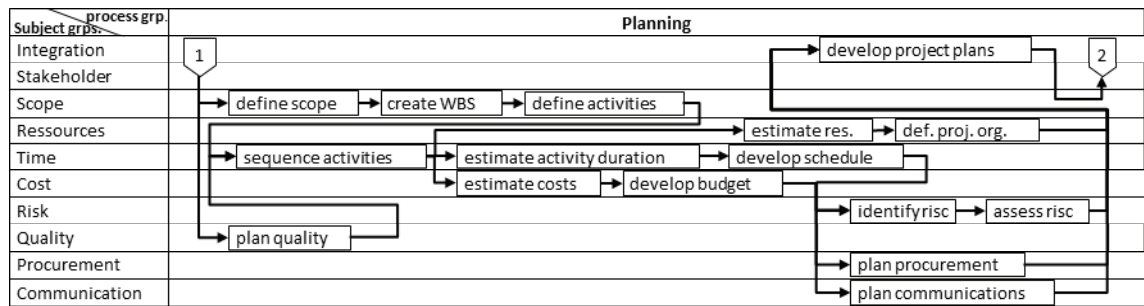 process grp.
Subject grps.
Planning
Integration 1 develop project plans 2
Stakeholder
Scope define scope create WBS define activities
Ressources estimate res. def. proj. org.
Time sequence activities estimate activity duration develop schedule
Cost estimate costs develop budget
Risk identify risc assess risc
Quality plan quality
Procurement plan procurement
Communication plan communications